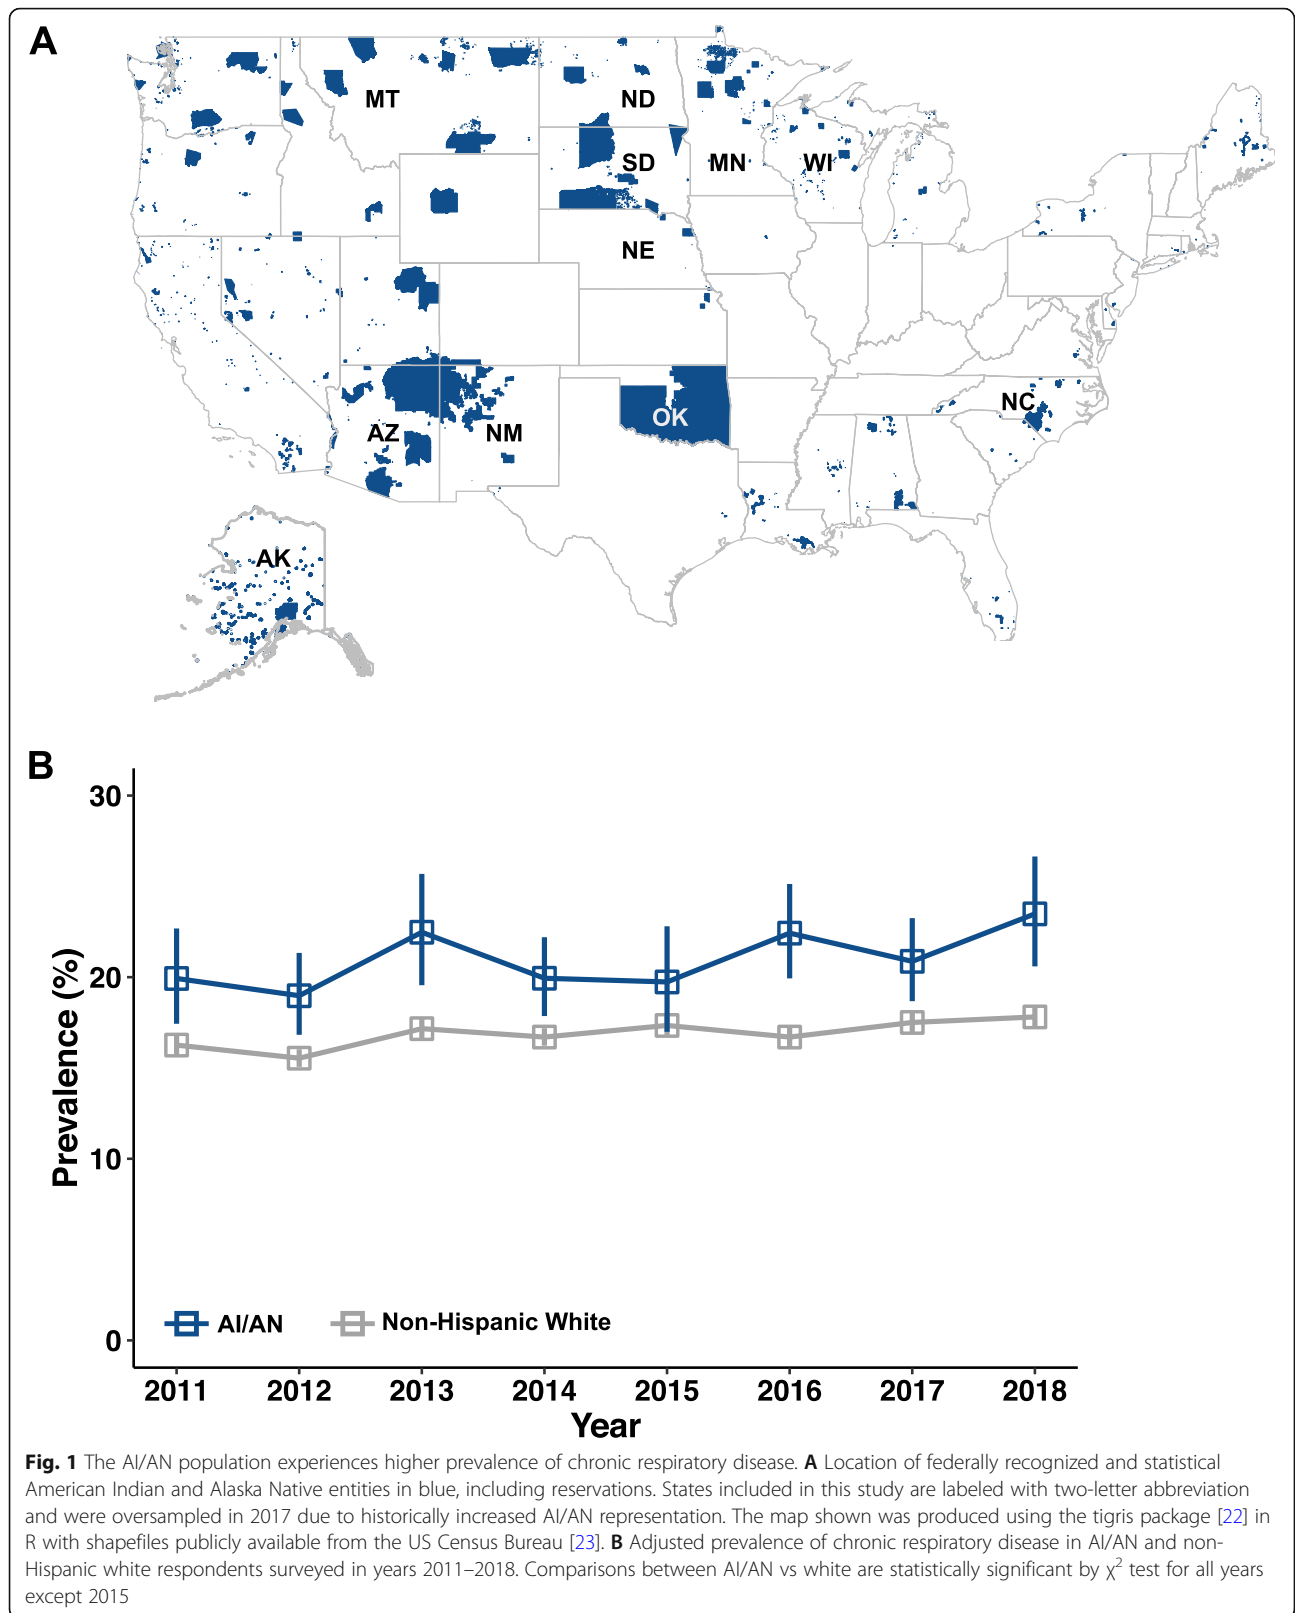 A
MT
ND
SD
MN
WI
NE
AZ
NM
OK
NC
AK
B
30
20
10
0
Prevalence (%)
AI/AN
Non-Hispanic White
2011 2012 2013 2014 2015 2016 2017 2018
Year
Fig. 1 The AI/AN population experiences higher prevalence of chronic respiratory disease. A Location of federally recognized and statistical
American Indian and Alaska Native entities in blue, including reservations. States included in this study are labeled with two-letter abbreviation
and were oversampled in 2017 due to historically increased AI/AN representation. The map shown was produced using the tigris package [22] in
R with shapefiles publicly available from the US Census Bureau [23]. B Adjusted prevalence of chronic respiratory disease in AI/AN and non-
Hispanic white respondents surveyed in years 2011–2018. Comparisons between AI/AN vs white are statistically significant by χ² test for all years
except 2015